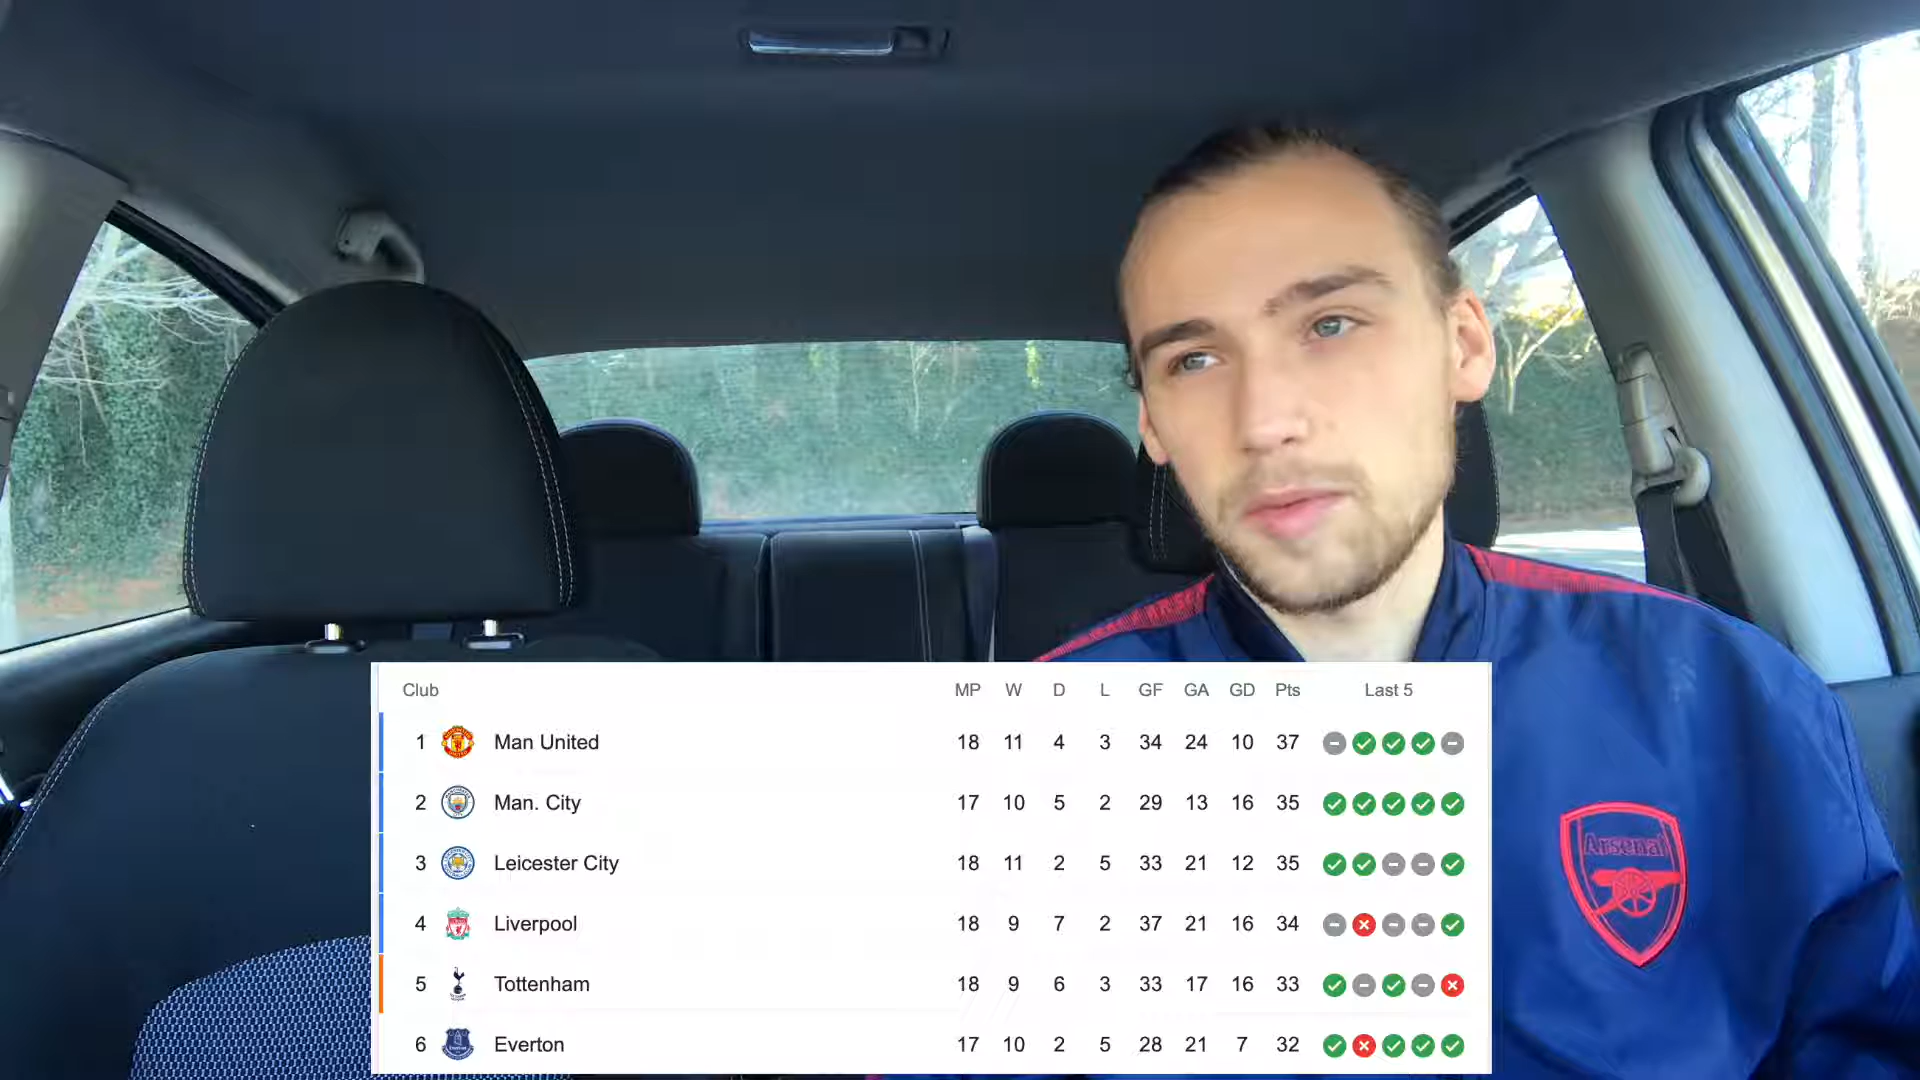 Club MP W D L GF GA GD Pts Last 5
1 Man United 18 11 4 3 34 24 10 37
2 Man. City 17 10 5 2 29 13 16 35
3 Leicester City 18 11 2 5 33 21 12 35
4 Liverpool 18 9 7 2 37 21 16 34
5 Tottenham 18 9 6 3 33 17 16 33
6 Everton 17 10 2 5 28 21 7 32
Arsenal